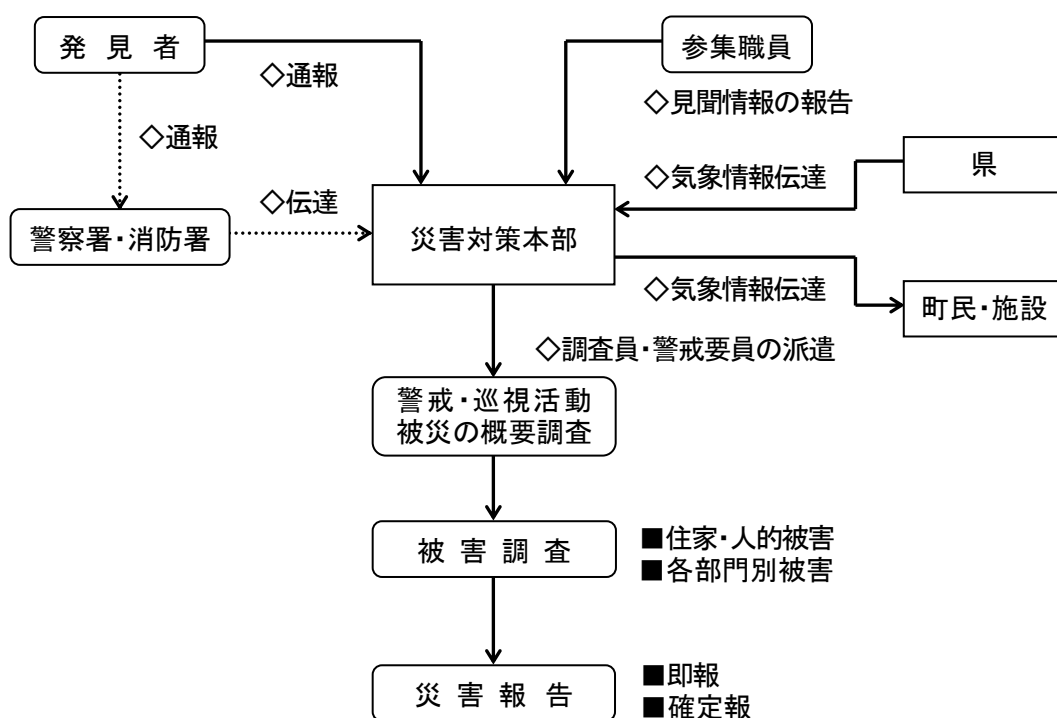 発見者
参集職員
◇通報
◇見聞情報の報告
◇通報
県
◇気象情報伝達
◇伝達
警察署・消防署
災害対策本部
◇気象情報伝達
町民・施設
◇調査員・警戒要員の派遣
警戒・巡視活動
被災の概要調査
被害調査
■住家・人的被害
■各部門別被害
災害報告
■即報
■確定報